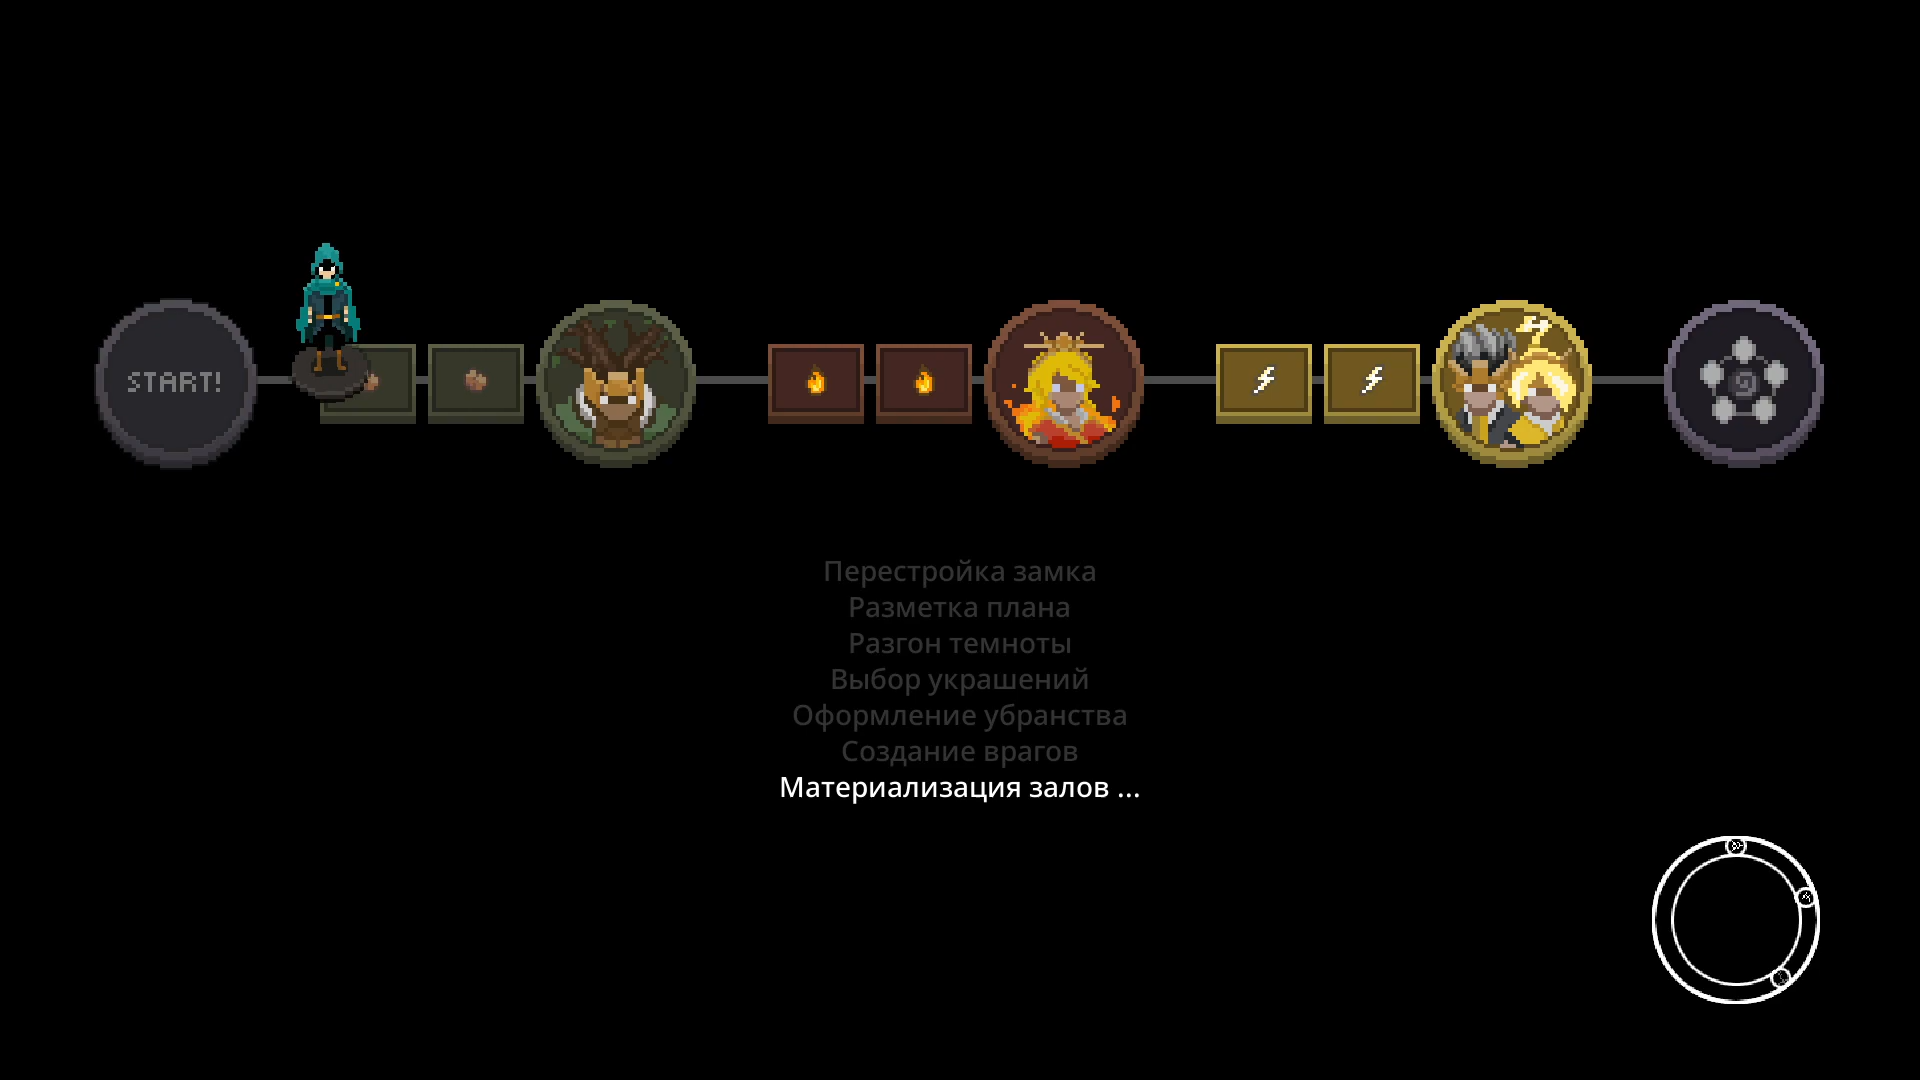 START!
Перестройка замка
Разметка плана
Разгон темноты
Выбор украшений
Оформление убранства
Создание врагов
Материализация залов ...